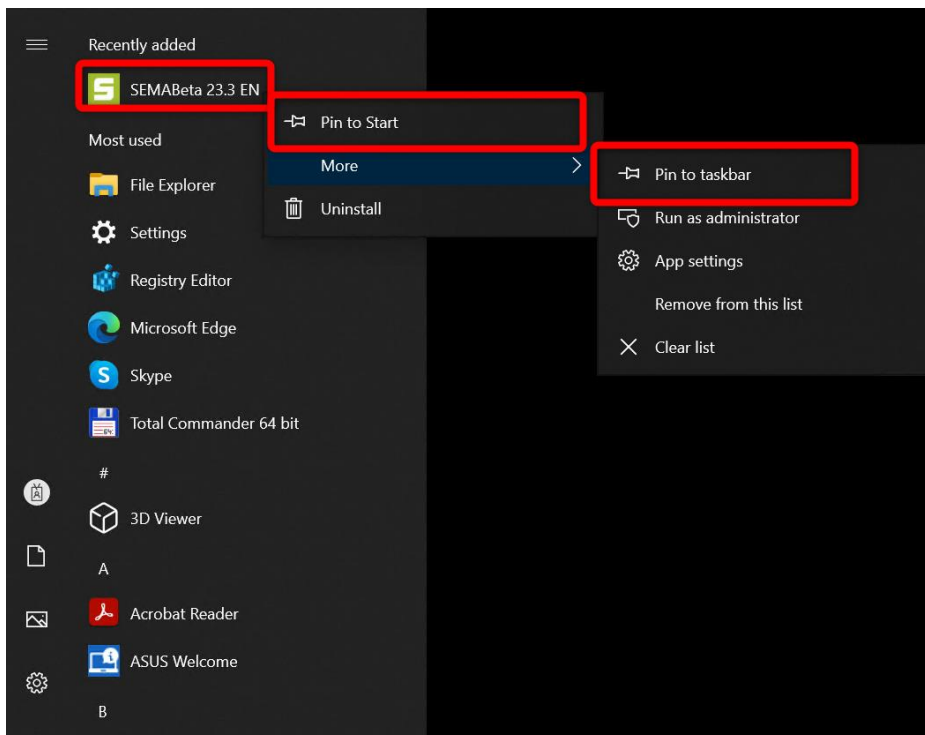 Recently added
SEMABeta 23.3 EN
Most used
File Explorer
Settings
Registry Editor
Microsoft Edge
Skype
Total Commander 64 bit
#
3D Viewer
A
Acrobat Reader
ASUS Welcome
B
Pin to Start
More
Uninstall
Pin to taskbar
Run as administrator
App settings
Remove from this list
Clear list